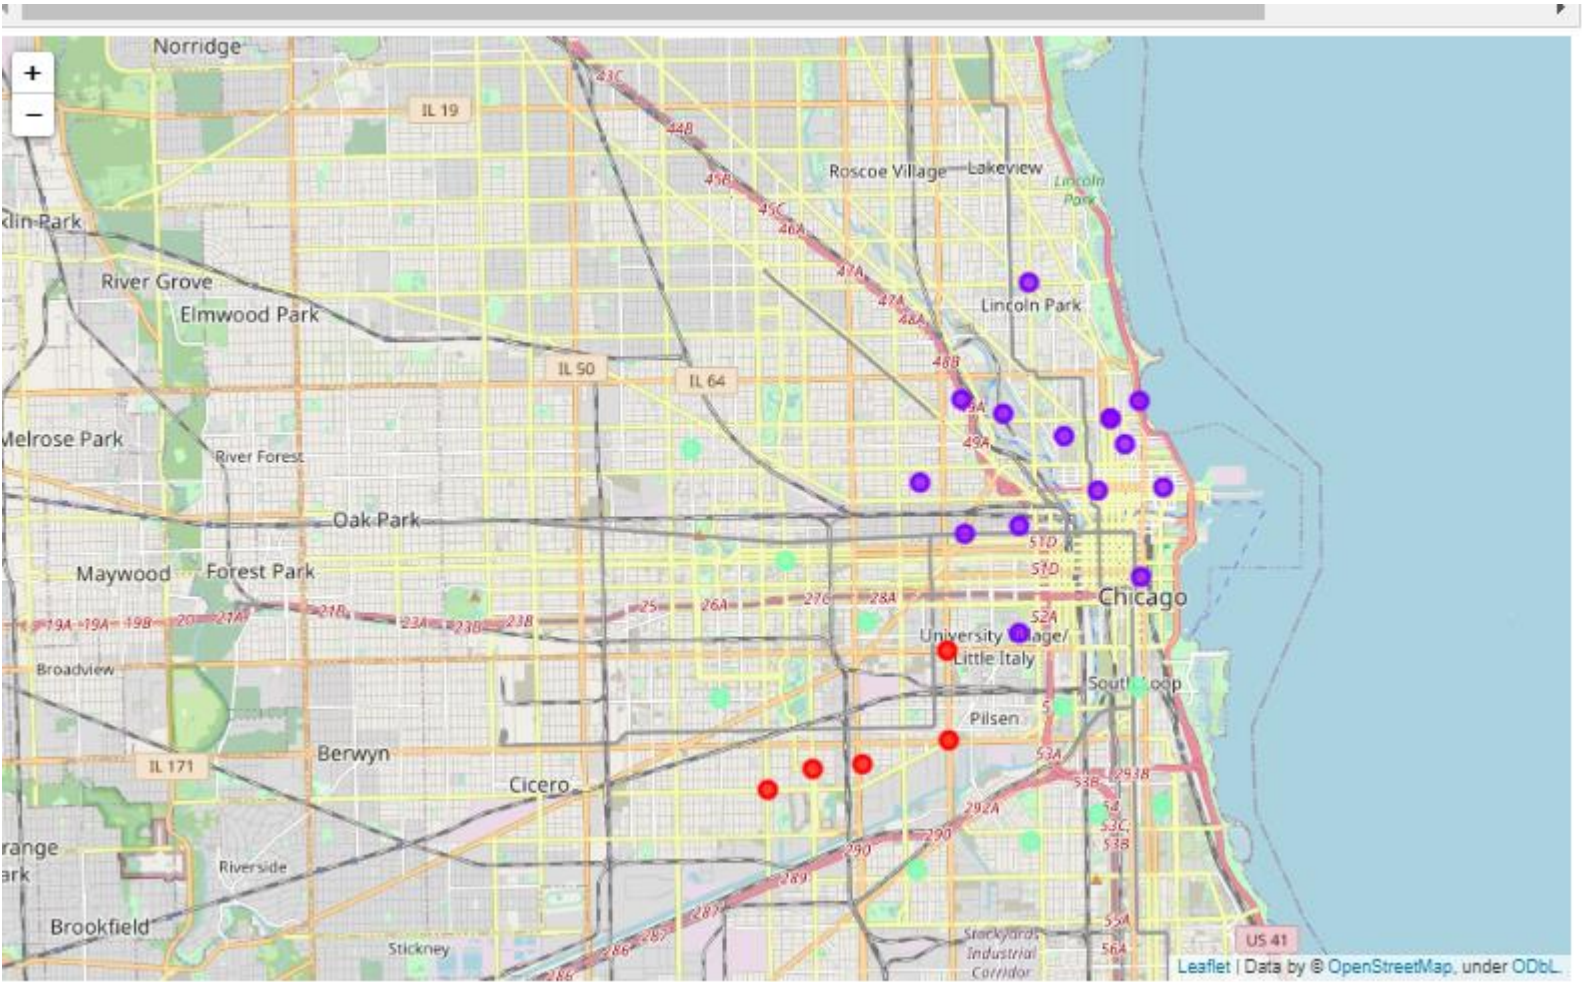 Norridge
+
43C
−
IL 19
44B
Roscoe Village
Lakeview
45B
Lincoln
Park
45C
klin Park
46A
47A
River Grove
47A
Lincoln Park
Elmwood Park
48A
48B
IL 50
IL 64
9A
Melrose Park
49A
River Forest
Oak Park
51D
51D
Maywood
Forest Park
Chicago
25
26A
27C
28A
21B
20
21A
19A
19A
19B
23A
23B
23B
52A
University
lage/
Little Italy
Broadview
South
oop
5
Pilsen
Berwyn
53A
IL 171
Cicero
53B
293B
54
292A
53C
290
53B
range
ark
290
Riverside
289
287
55A
Brookfield
Stickney
287
286
286
Stockyards
Industrial
Corridor
56A
US 41
Leaflet | Data by © OpenStreetMap, under ODbL.